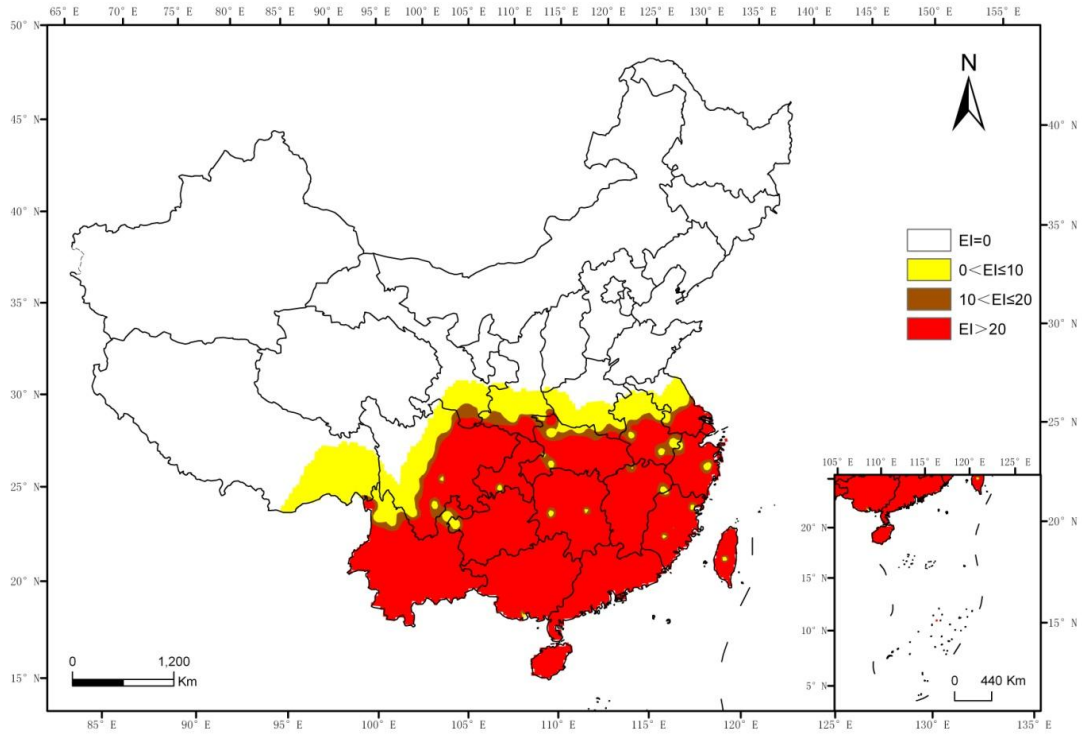 65° E 70° E 75° E 80° E 85° E 90° E 95° E 100° E 105° E 110° E 115° E 120° E 125° E 130° E 135° E 140° E 145° E 150° E 155° E
50° N
45° N
40° N
35° N
30° N
25° N
20° N
15° N
N
40° N
35° N
30° N
25° N
20° N
15° N
EI=0
0＜EI≤10
10＜EI≤20
EI＞20
105° E 110° E 115° E 120° E 125° E
20° N
15° N
10° N
5° N
0 440 Km
0 1,200
Km
85° E 90° E 95° E 100° E 105° E 110° E 115° E 120° E 125° E 130° E 135° E